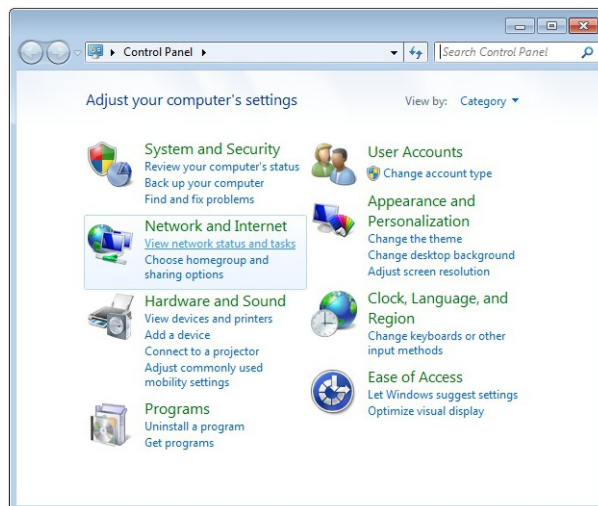 Control Panel
Search Control Panel
Adjust your computer's settings
View by: Category
System and Security
Review your computer's status
Back up your computer
Find and fix problems
Network and Internet
View network status and tasks
Choose homegroup and
sharing options
Hardware and Sound
View devices and printers
Add a device
Connect to a projector
Adjust commonly used
mobility settings
Programs
Uninstall a program
Get programs
User Accounts
Change account type
Appearance and
Personalization
Change the theme
Change desktop background
Adjust screen resolution
Clock, Language, and
Region
Change keyboards or other
input methods
Ease of Access
Let Windows suggest settings
Optimize visual display